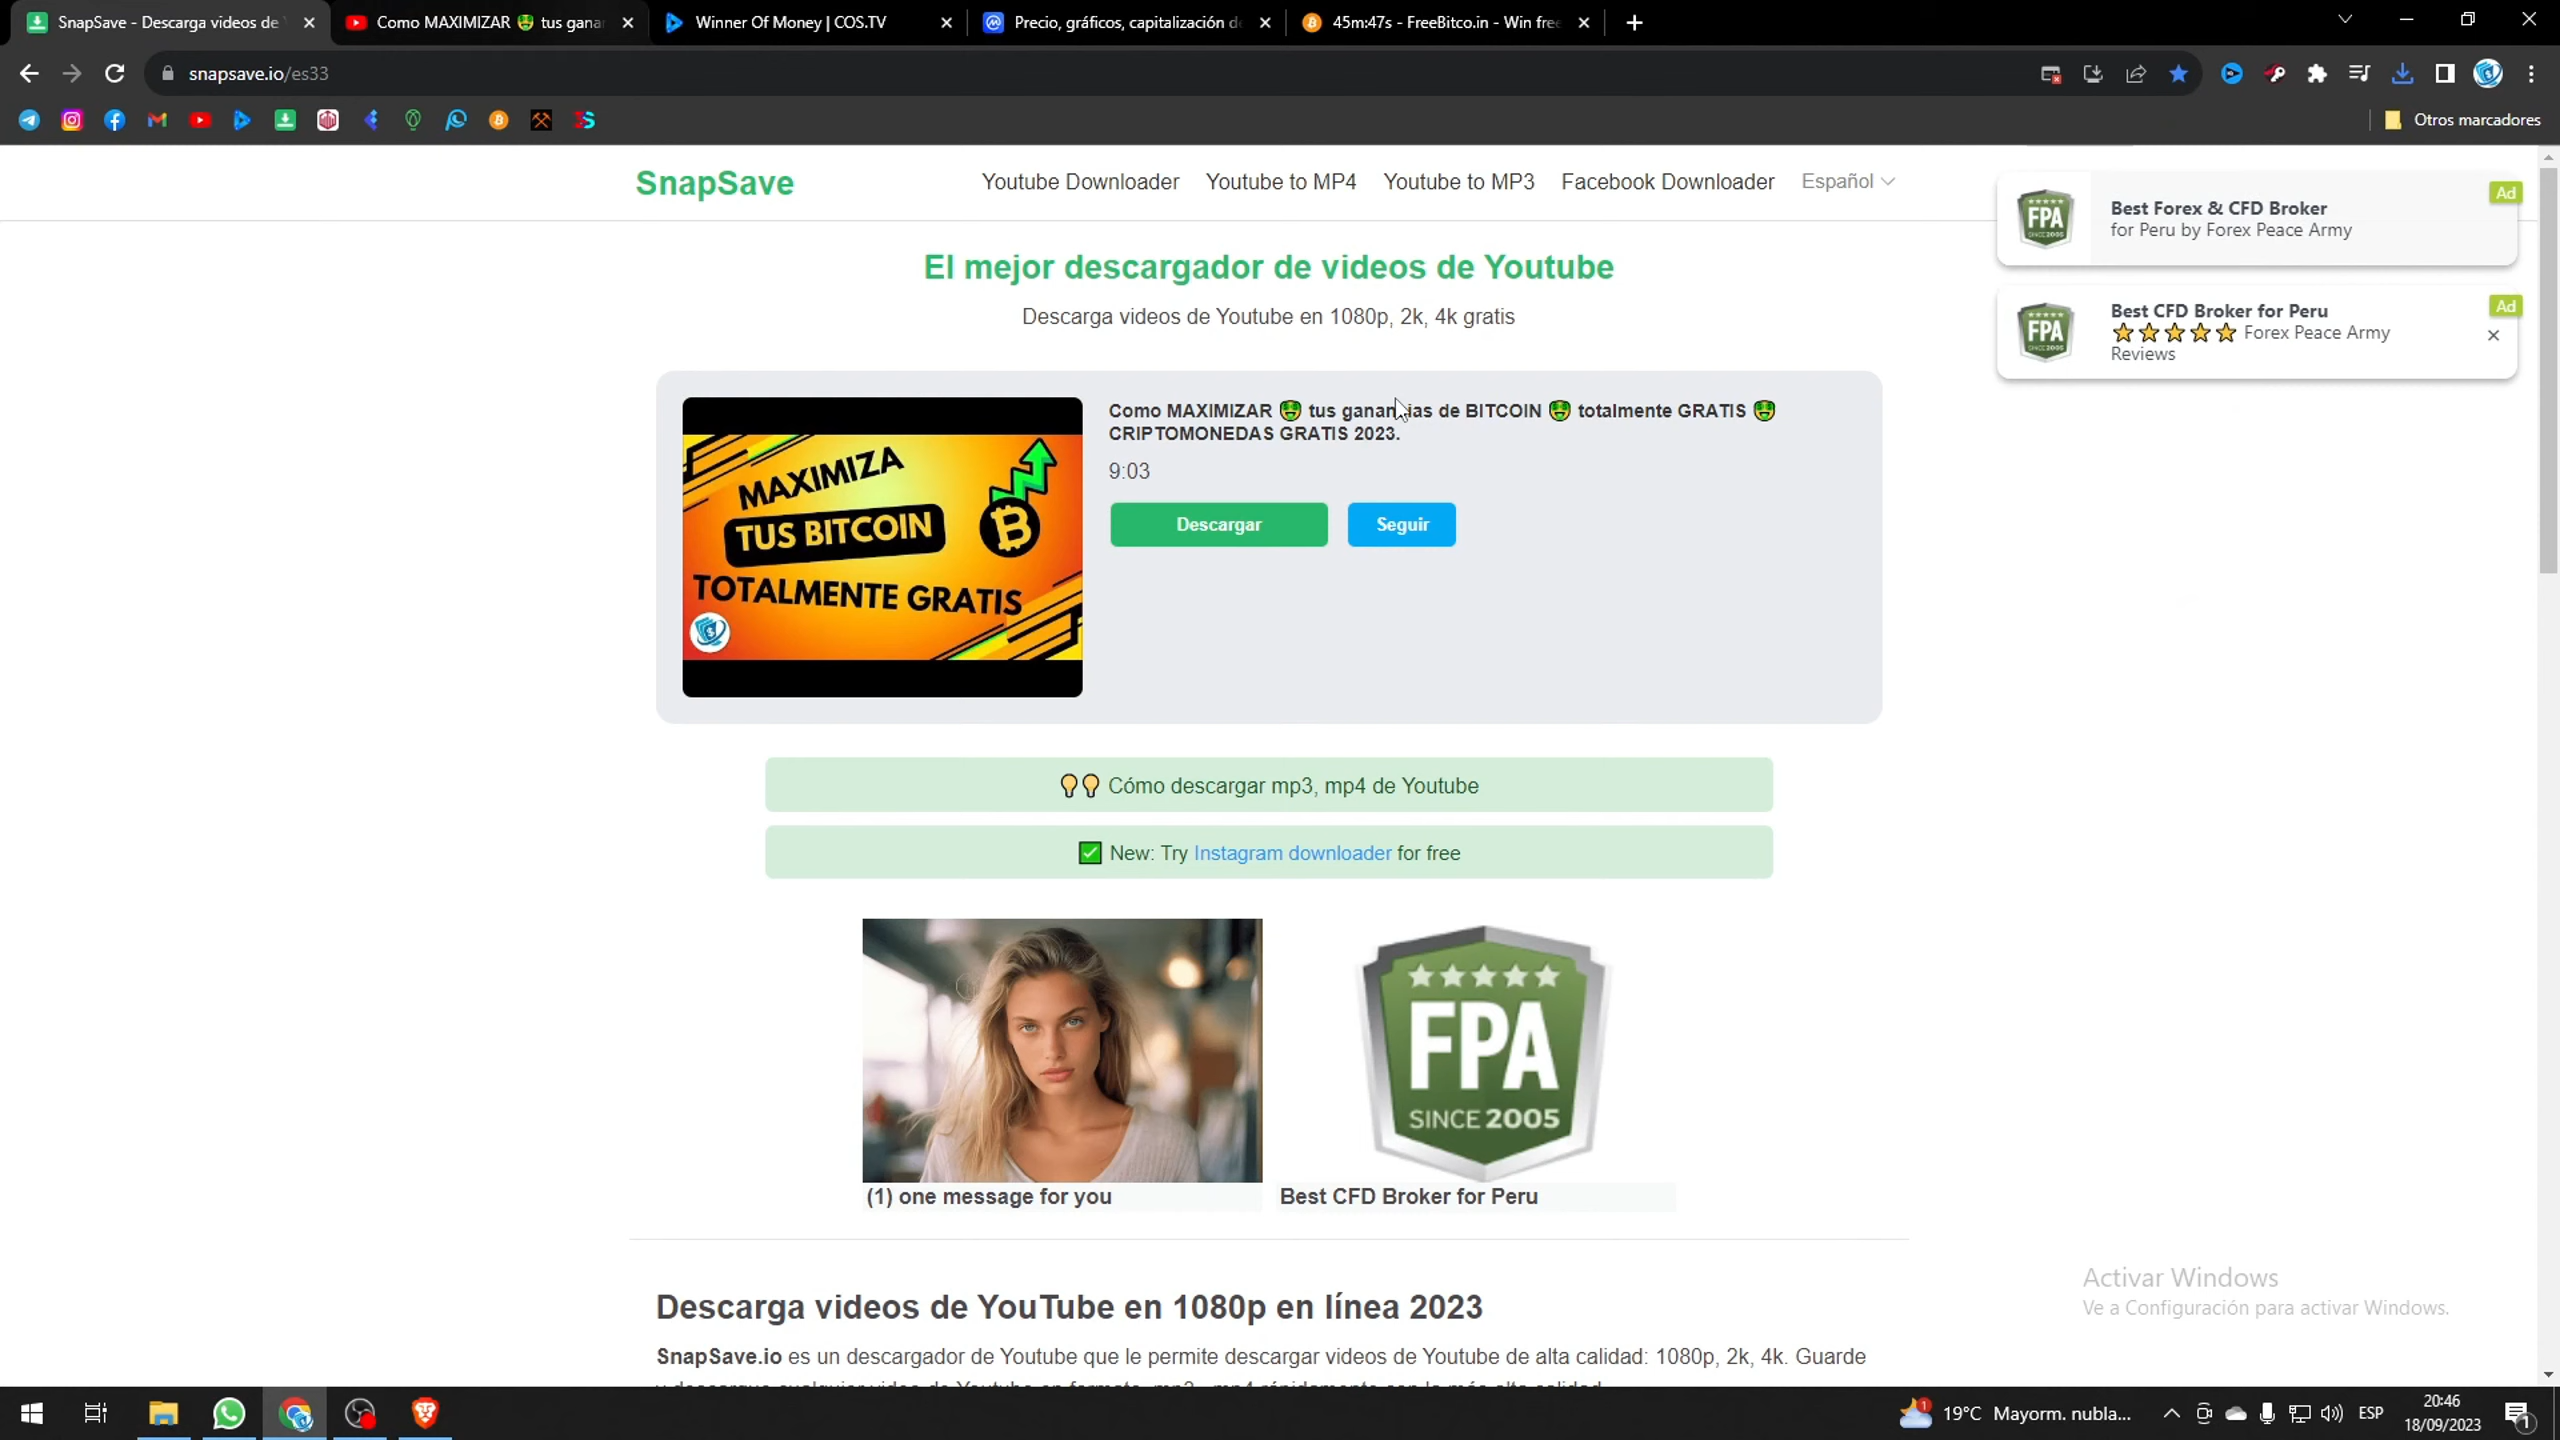 SnapSave - Descarga videos de Y
Como MAXIMIZAR 🤑 tus gana
Winner Of Money | COS.TV
Precio, gráficos, capitalización d
45m:47s - FreeBitco.in - Win free
snapsave.io/es33
Otros marcadores
SnapSave
Youtube Downloader
Youtube to MP4
Youtube to MP3
Facebook Downloader
Español
Ad
Best Forex & CFD Broker
for Peru by Forex Peace Army
Ad
Best CFD Broker for Peru
⭐⭐⭐⭐⭐ Forex Peace Army
Reviews
FPA
SINCE 2005
FPA
SINCE 2005
El mejor descargador de videos de Youtube
Descarga videos de Youtube en 1080p, 2k, 4k gratis
MAXIMIZA
TUS BITCOIN
TOTALMENTE GRATIS
Como MAXIMIZAR 🤑 tus ganancias de BITCOIN 🤑 totalmente GRATIS 🤑
CRIPTOMONEDAS GRATIS 2023.
9:03
Descargar
Seguir
💡💡 Cómo descargar mp3, mp4 de Youtube
✅ New: Try Instagram downloader for free
FPA
SINCE 2005
(1) one message for you
Best CFD Broker for Peru
Descarga videos de YouTube en 1080p en línea 2023
SnapSave.io es un descargador de Youtube que le permite descargar videos de Youtube de alta calidad: 1080p, 2k, 4k. Guarde
Activar Windows
Ve a Configuración para activar Windows.
1
19°C Mayorm. nubla...
ESP
20:46
18/09/2023
1